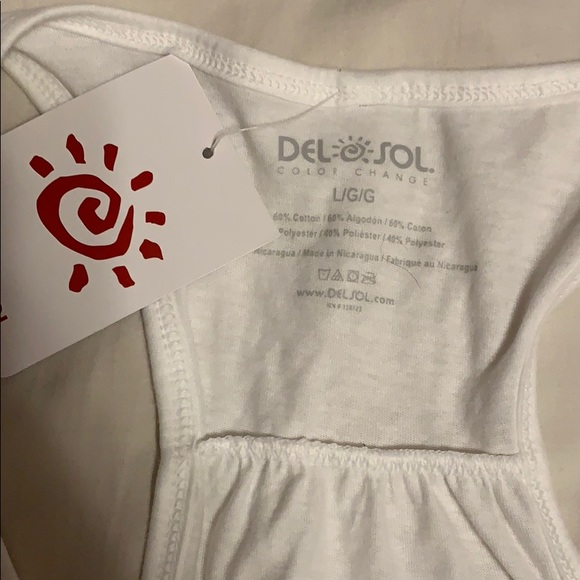 DEL SOL.
COLOR CHANGE
L/G/G
60% Cotton / 60% Algodón / 60% Coton
Polyester / 40% Poliéster / 40% Polyester
Nicaragua / Made in Nicaragua / Fabrique au Nicaragua
www.DELSOL.com